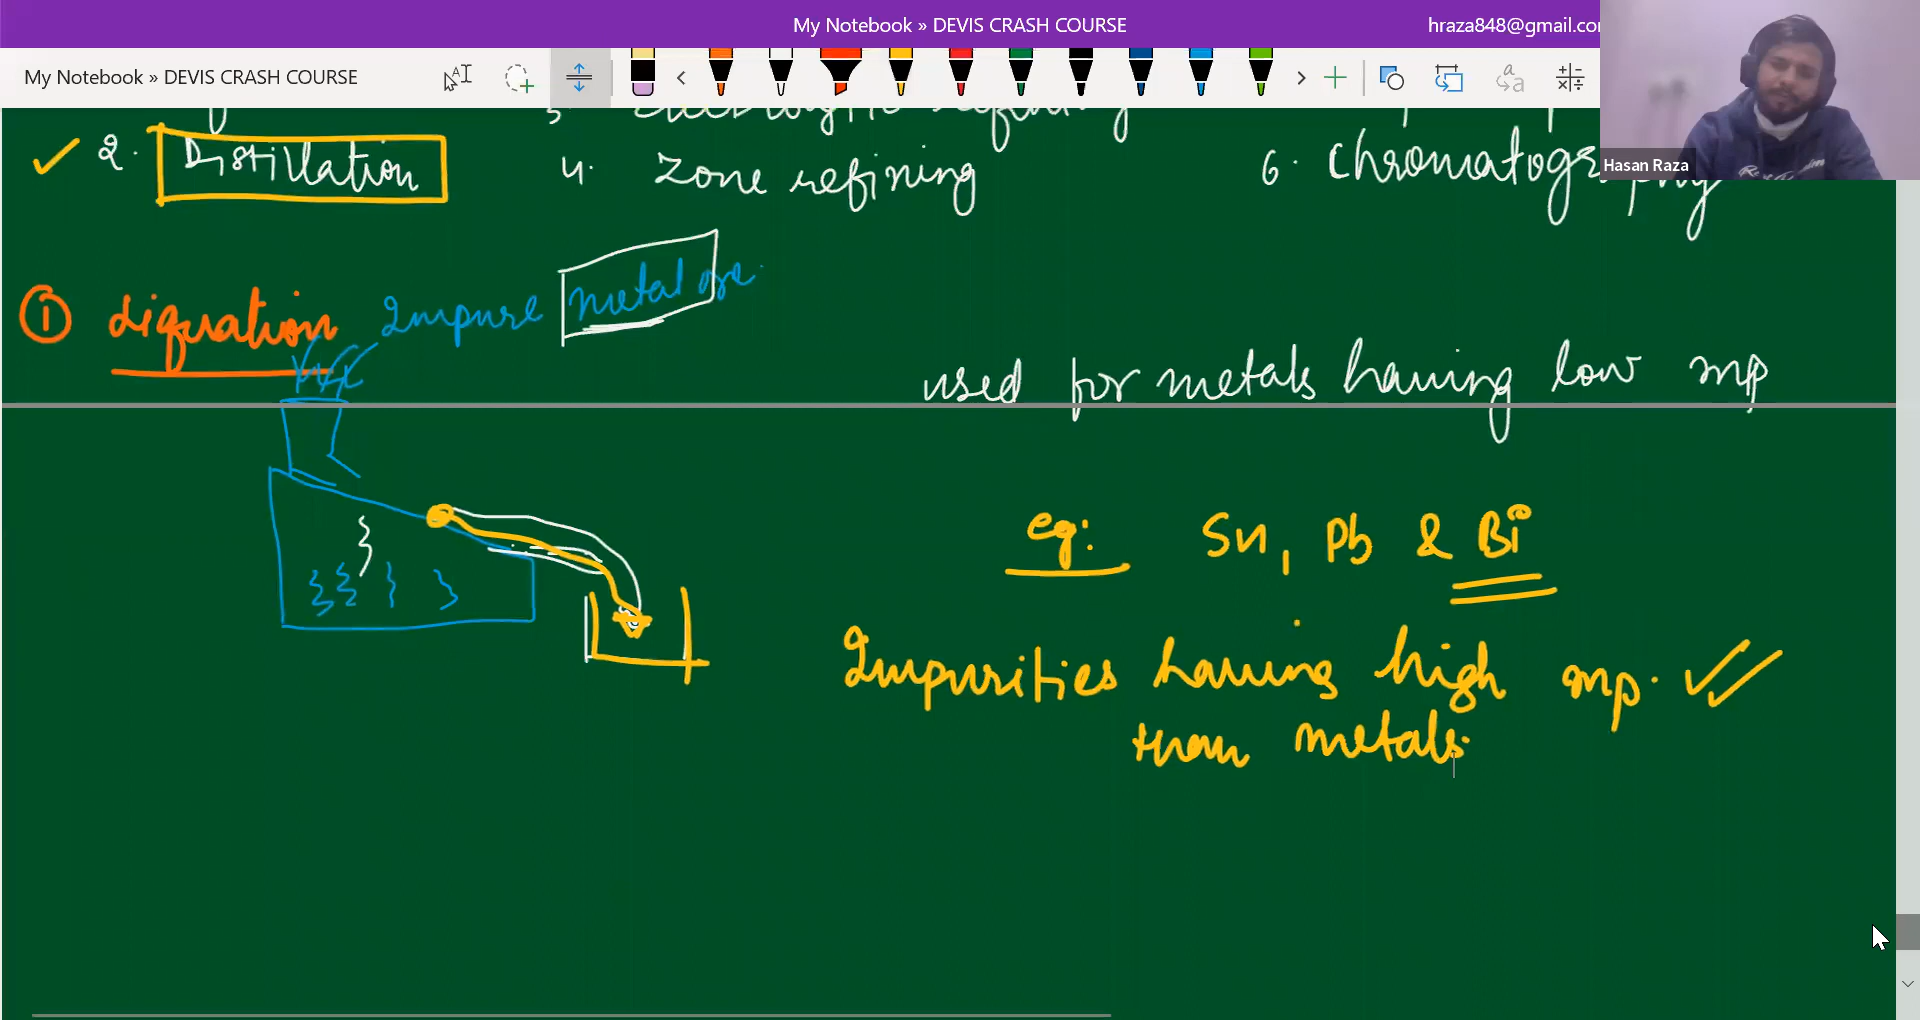 My Notebook » DEVIS CRASH COURSE
hraza848@gmail.co
My Notebook » DEVIS CRASH COURSE
Hasan Raza
2. Distillation
4. Zone refining
6. Chromatography
① Liquation
Impure metal ore
used for metals having low mp
eg: Sn, Pb & Bi
Impurities having high mp.
than metals.